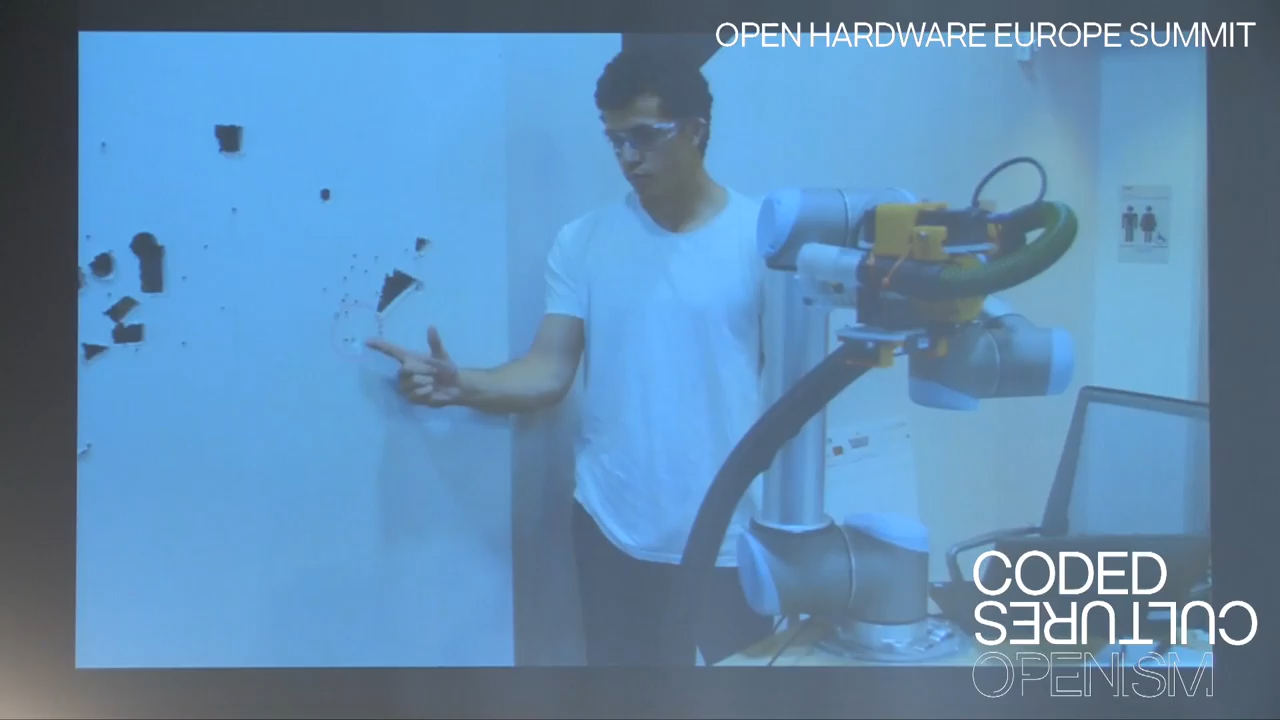 OPEN HARDWARE EUROPE SUMMIT
CODED
CULTURES
OPENISM